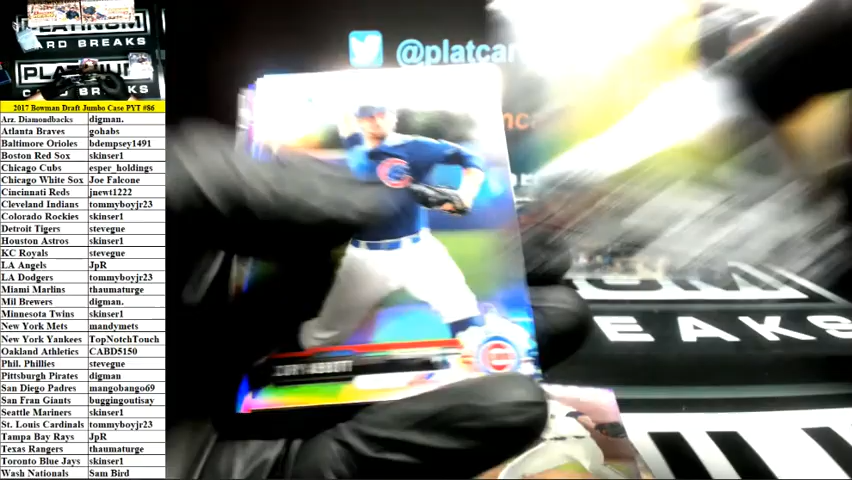 PLATINUM
CARD BREAKS
PLATINUM
2017 Bowman Draft Jumbo Case PYT #86
Arz. Diamondbacks digman.
Atlanta Braves gohabs
Baltimore Orioles bdempsey1491
Boston Red Sox skinser1
Chicago Cubs esper_holdings
Chicago White Sox Joe Falcone
Cincinnati Reds jnewt1222
Cleveland Indians tommyboyjr23
Colorado Rockies skinser1
Detroit Tigers stevegue
Houston Astros skinser1
KC Royals stevegue
LA Angels JpR
LA Dodgers tommyboyjr23
Miami Marlins thaumaturge
Mil Brewers digman.
Minnesota Twins skinser1
New York Mets mandymets
New York Yankees TopNotchTouch
Oakland Athletics CABD5150
Phil. Phillies stevegue
Pittsburgh Pirates digman
San Diego Padres mangobango69
San Fran Giants buggingoutisay
Seattle Mariners skinser1
St. Louis Cardinals tommyboyjr23
Tampa Bay Rays JpR
Texas Rangers thaumaturge
Toronto Blue Jays skinser1
Wash Nationals Sam Bird
@platcar
EAKS